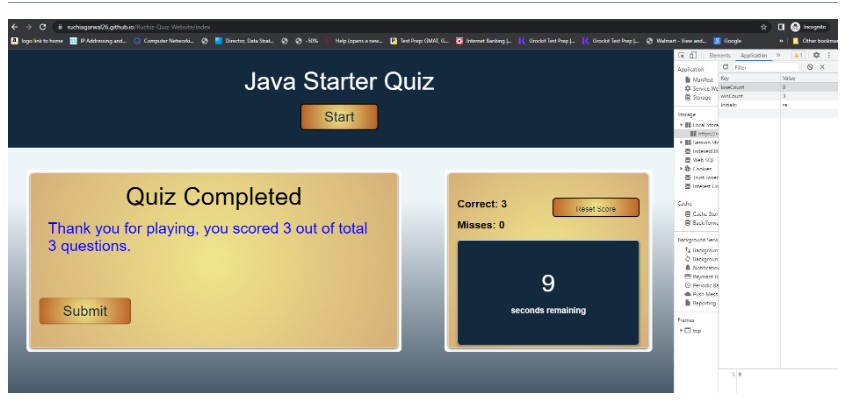 ruchiagarwal26.github.io/Ruchis-Quiz-Website/index
Incognito
logo link to home
IP Addressing and...
Computer Networki...
Director, Data Strat...
-50%
Help (opens a new...
Test Prep: GMAT, G...
Internet Banking |...
Grockit Test Prep |...
Grockit Test Prep |...
Walmart - View and...
Google
Other bookmar
Java Starter Quiz
Start
Quiz Completed
Thank you for playing, you scored 3 out of total
3 questions.
Submit
Correct: 3
Reset Score
Misses: 0
9
seconds remaining
Elements
Application
1
Application
Manifest
Service Wo
Storage
Filter
Key
Value
loseCount
0
winCount
3
Initials
ra
Storage
Local Stora
https://r
Session Sto
IndexedDB
Web SQL
Cookies
Trust Token
Interest Gro
Cache
Cache Stor
Back/forwa
Background Servi
Background
Background
Notification
Payment H
Periodic Ba
Push Mess
Reporting
Frames
top
1 0